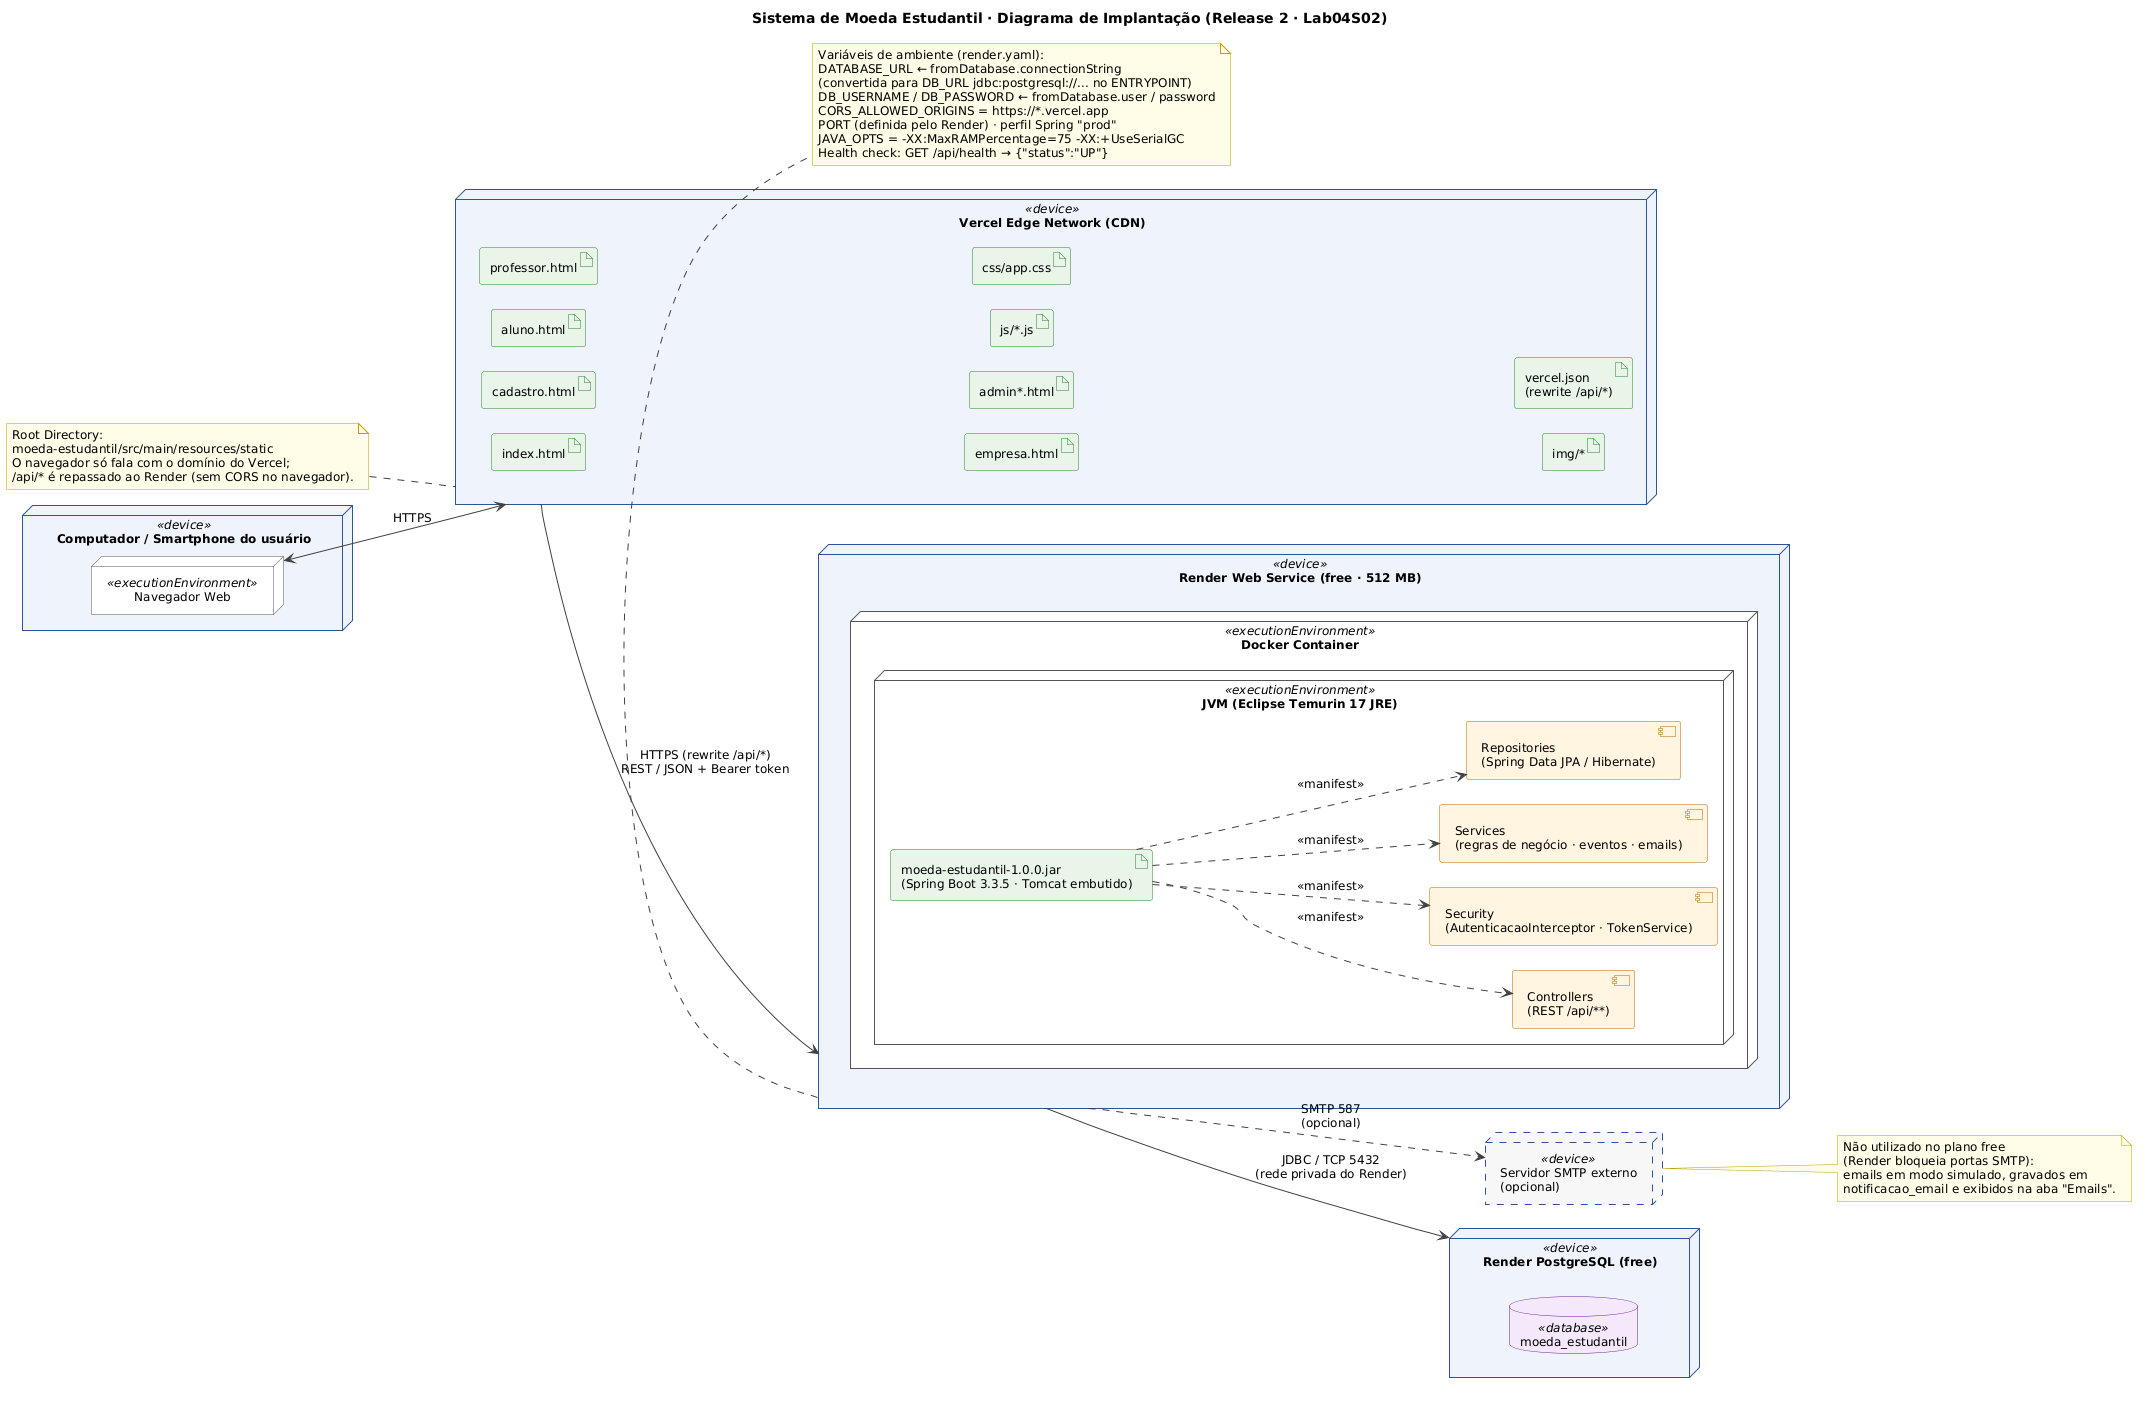 Sistema de Moeda Estudantil · Diagrama de Implantação (Release 2 · Lab04S02)
Variáveis de ambiente (render.yaml):
DATABASE_URL ← fromDatabase.connectionString
(convertida para DB_URL jdbc:postgresql://... no ENTRYPOINT)
DB_USERNAME / DB_PASSWORD ← fromDatabase.user / password
CORS_ALLOWED_ORIGINS = https://*.vercel.app
PORT (definida pelo Render) · perfil Spring "prod"
JAVA_OPTS = -XX:MaxRAMPercentage=75 -XX:+UseSerialGC
Health check: GET /api/health → {"status":"UP"}
«device»
Vercel Edge Network (CDN)
professor.html
css/app.css
aluno.html
js/*.js
cadastro.html
admin*.html
vercel.json
(rewrite /api/*)
index.html
empresa.html
img/*
Root Directory:
moeda-estudantil/src/main/resources/static
O navegador só fala com o domínio do Vercel;
/api/* é repassado ao Render (sem CORS no navegador).
HTTPS
«device»
Computador / Smartphone do usuário
«executionEnvironment»
Navegador Web
«device»
Render Web Service (free · 512 MB)
«executionEnvironment»
Docker Container
«executionEnvironment»
JVM (Eclipse Temurin 17 JRE)
HTTPS (rewrite /api/*)
REST / JSON + Bearer token
Repositories
(Spring Data JPA / Hibernate)
«manifest»
Services
(regras de negócio · eventos · emails)
«manifest»
moeda-estudantil-1.0.0.jar
(Spring Boot 3.3.5 · Tomcat embutido)
«manifest»
Security
(AutenticacaoInterceptor · TokenService)
«manifest»
Controllers
(REST /api/**)
SMTP 587
(opcional)
JDBC / TCP 5432
(rede privada do Render)
«device»
Servidor SMTP externo
(opcional)
Não utilizado no plano free
(Render bloqueia portas SMTP):
emails em modo simulado, gravados em
notificacao_email e exibidos na aba "Emails".
«device»
Render PostgreSQL (free)
«database»
moeda_estudantil